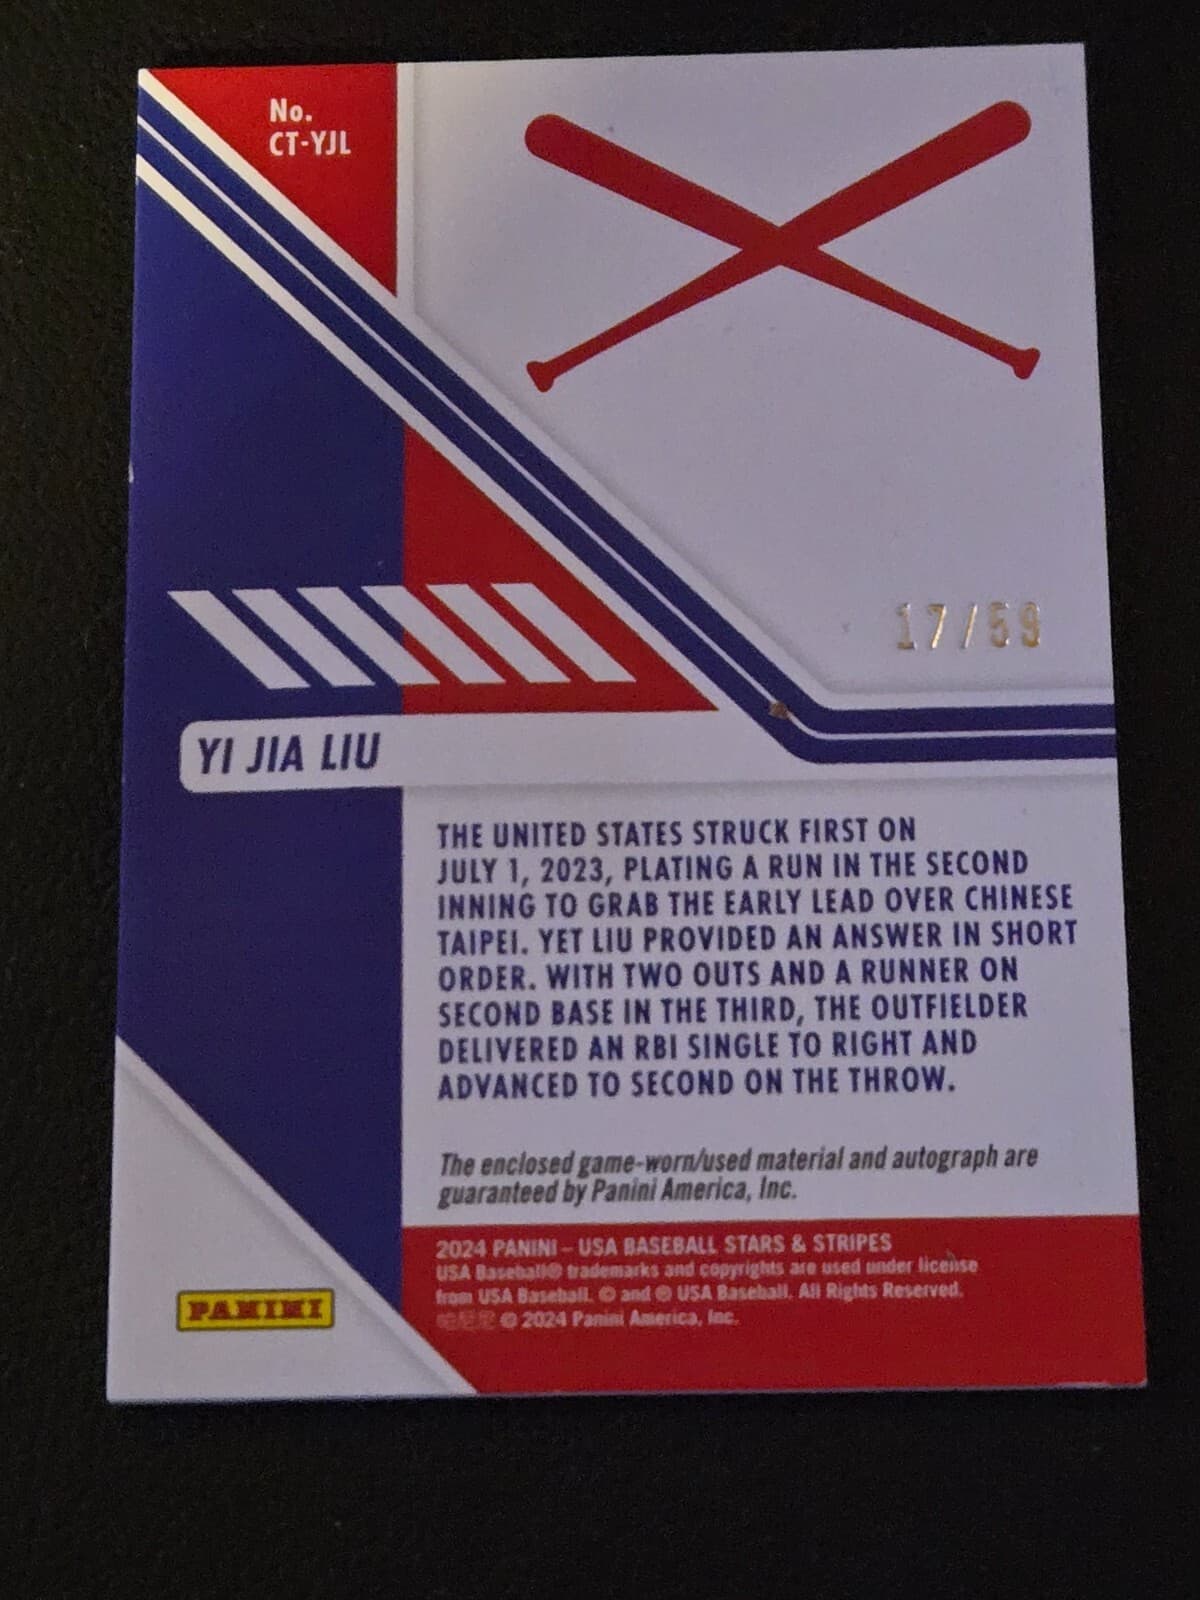 No.
CT-YJL
17/59
YI JIA LIU
THE UNITED STATES STRUCK FIRST ON
JULY 1, 2023, PLATING A RUN IN THE SECOND
INNING TO GRAB THE EARLY LEAD OVER CHINESE
TAIPEI. YET LIU PROVIDED AN ANSWER IN SHORT
ORDER. WITH TWO OUTS AND A RUNNER ON
SECOND BASE IN THE THIRD, THE OUTFIELDER
DELIVERED AN RBI SINGLE TO RIGHT AND
ADVANCED TO SECOND ON THE THROW.
The enclosed game-worn/used material and autograph are
guaranteed by Panini America, Inc.
2024 PANINI – USA BASEBALL STARS & STRIPES
USA Baseball® trademarks and copyrights are used under license
from USA Baseball. © and ® USA Baseball. All Rights Reserved.
© 2024 Panini America, Inc.
PANINI